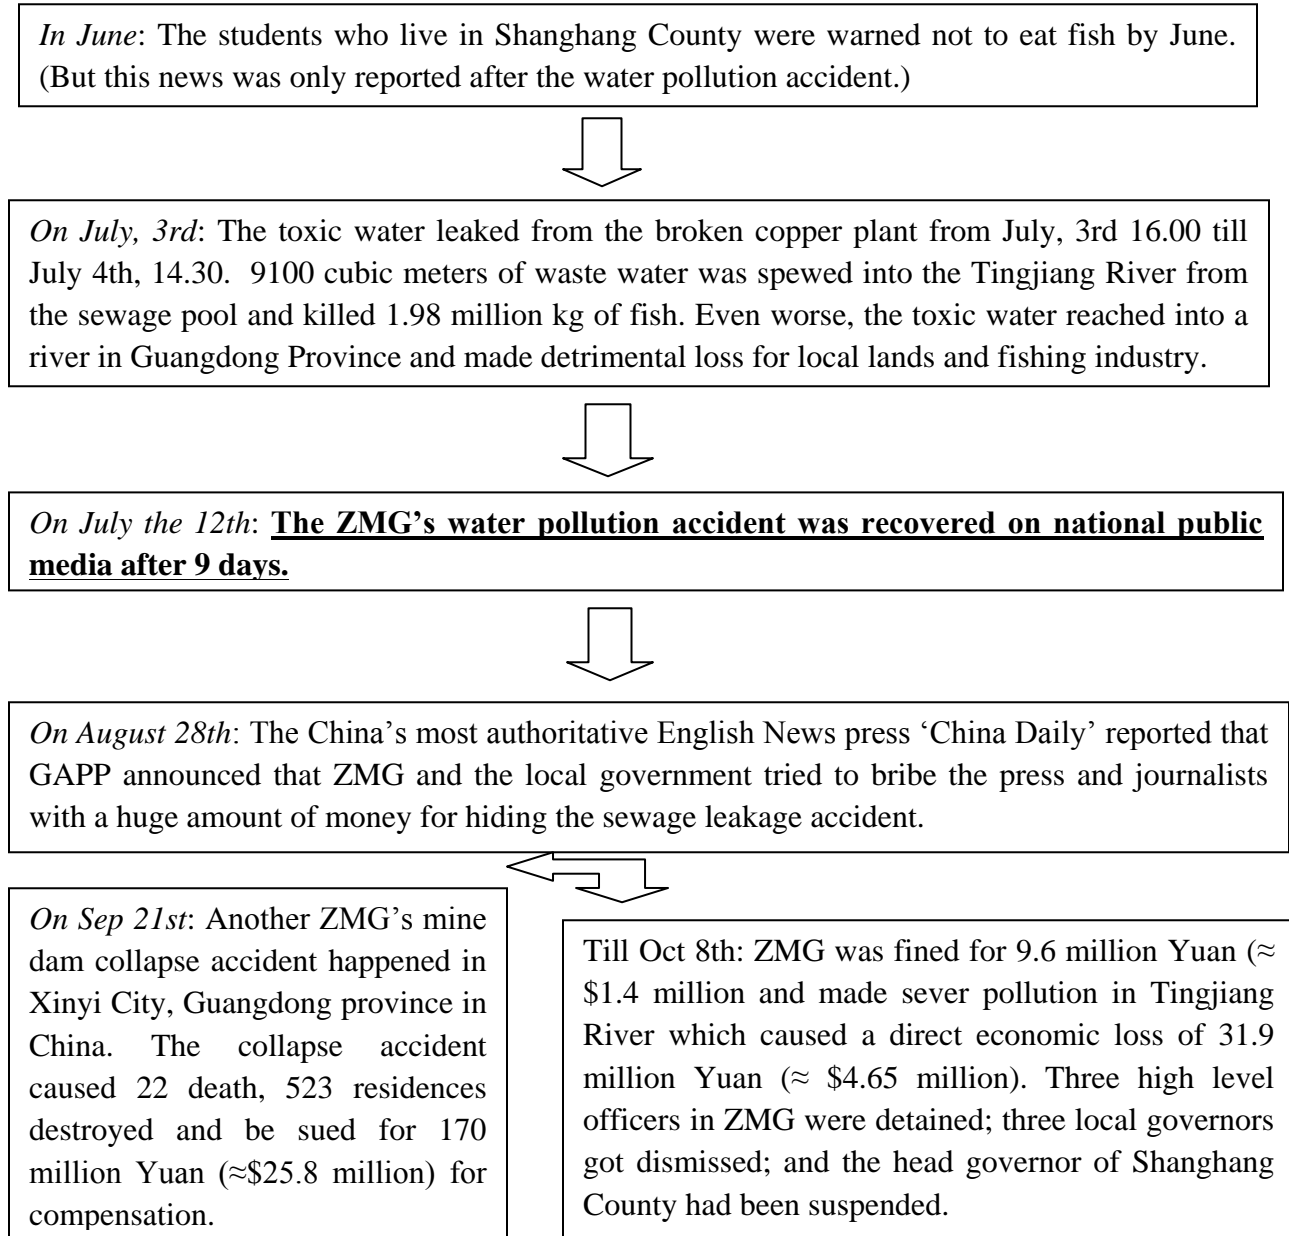 In June: The students who live in Shanghang County were warned not to eat fish by June.
(But this news was only reported after the water pollution accident.)
On July, 3rd: The toxic water leaked from the broken copper plant from July, 3rd 16.00 till
July 4th, 14.30. 9100 cubic meters of waste water was spewed into the Tingjiang River from
the sewage pool and killed 1.98 million kg of fish. Even worse, the toxic water reached into a
river in Guangdong Province and made detrimental loss for local lands and fishing industry.
On July the 12th: The ZMG's water pollution accident was recovered on national public
media after 9 days.
On August 28th: The China's most authoritative English News press ‘China Daily’ reported that
GAPP announced that ZMG and the local government tried to bribe the press and journalists
with a huge amount of money for hiding the sewage leakage accident.
On Sep 21st: Another ZMG's mine
dam collapse accident happened in
Xinyi City, Guangdong province in
China. The collapse accident
caused 22 death, 523 residences
destroyed and be sued for 170
million Yuan (≈$25.8 million) for
compensation.
Till Oct 8th: ZMG was fined for 9.6 million Yuan (≈
$1.4 million and made sever pollution in Tingjiang
River which caused a direct economic loss of 31.9
million Yuan (≈ $4.65 million). Three high level
officers in ZMG were detained; three local governors
got dismissed; and the head governor of Shanghang
County had been suspended.